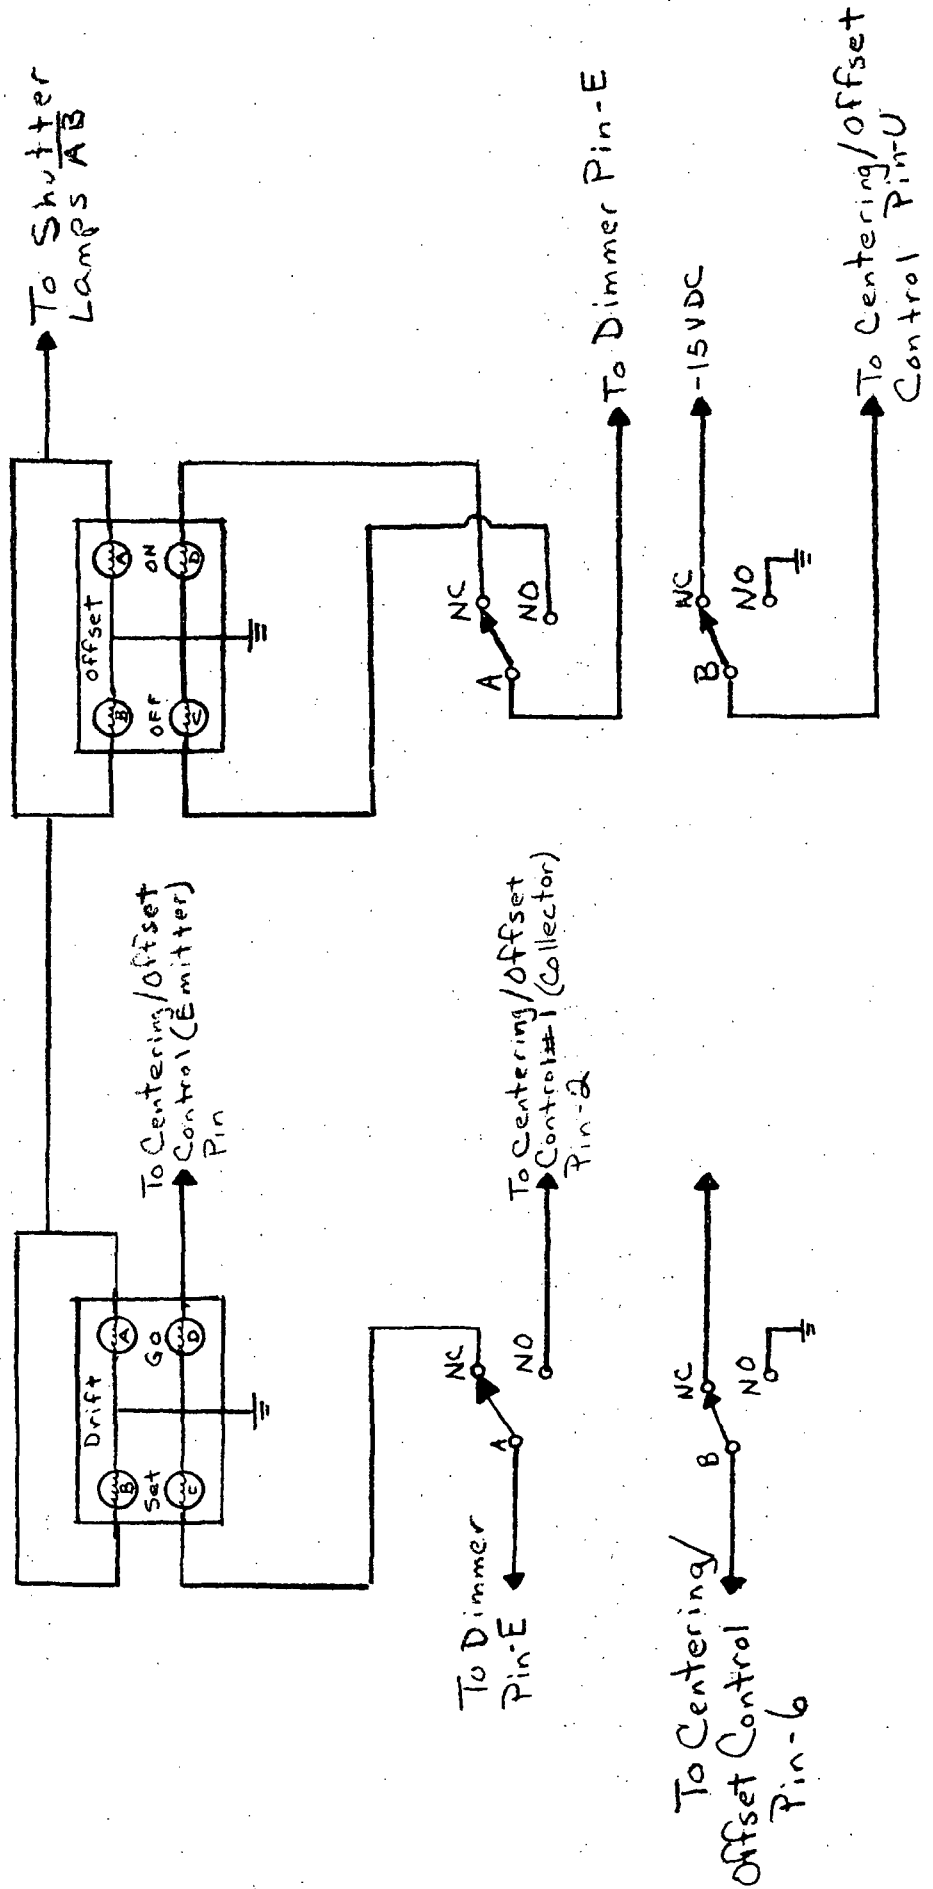 To Shutter
Lamps AB
Drift
B
A
Set
Go
C
D
To Centering/Offset
Control (Emitter)
Pin
Offset
B
A
OFF
ON
C
D
To Dimmer
Pin-E
A
NC
NO
To Centering/Offset
Control #1 (Collector)
Pin-2
A
NC
NO
To Dimmer Pin-E
To Centering/
Offset Control
Pin-6
B
NC
NO
B
NC
NO
-15VDC
To Centering/Offset
Control Pin-U